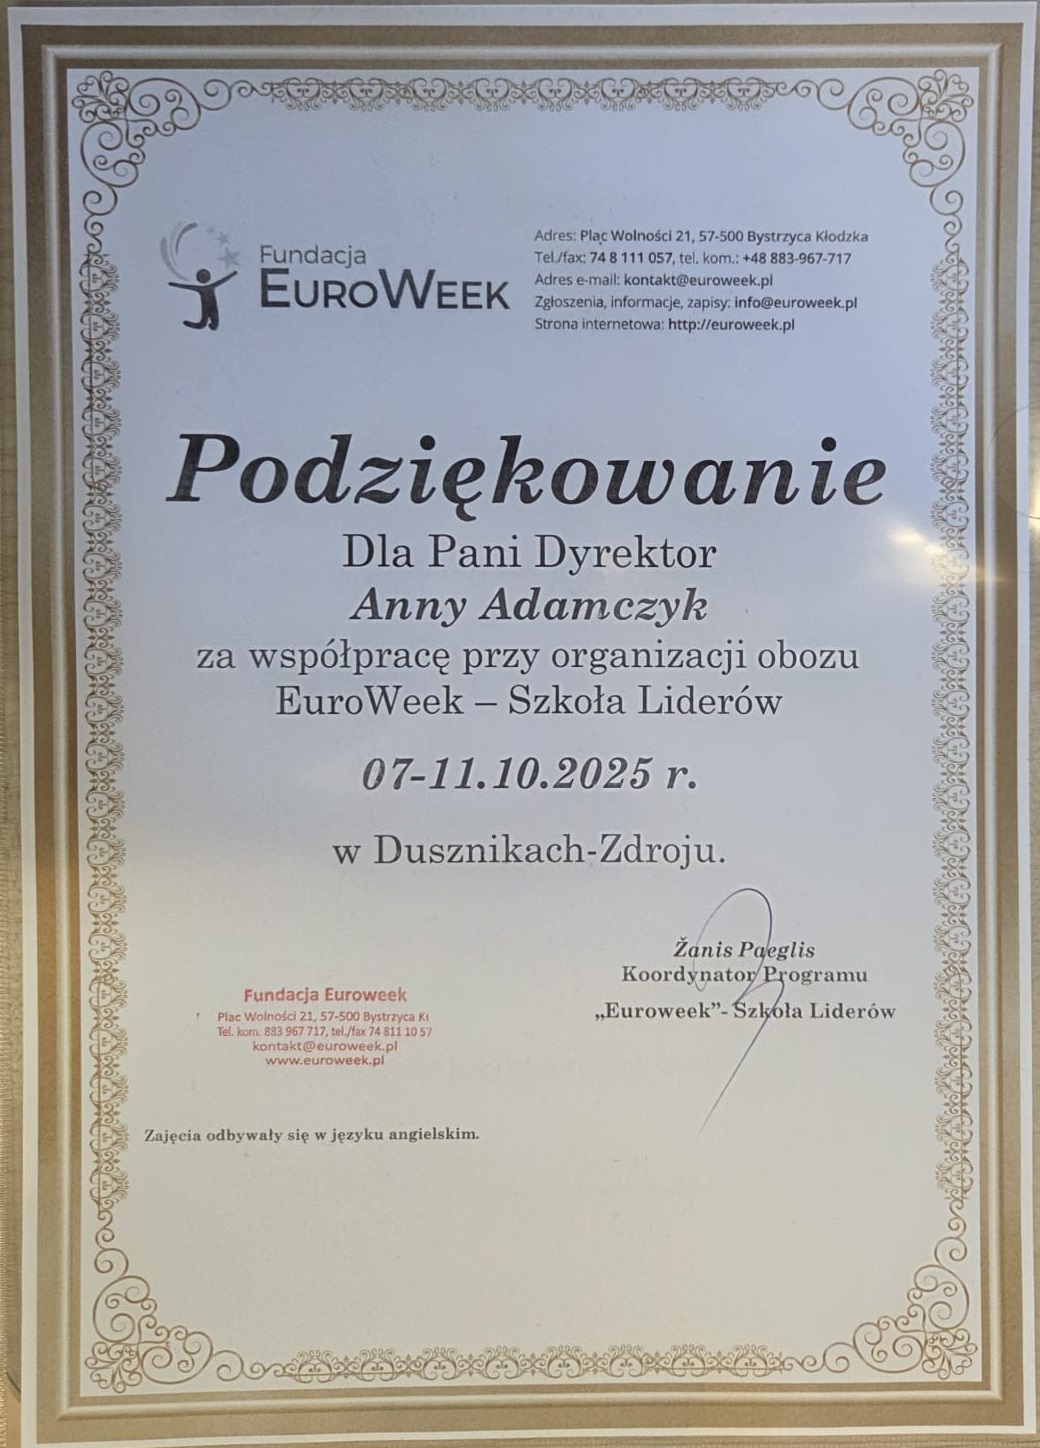 Fundacja
EUROWEEK
Adres: Plac Wolności 21, 57-500 Bystrzyca Kłodzka
Tel./fax: 74 8 111 057, tel. kom.: +48 883-967-717
Adres e-mail: kontakt@euroweek.pl
Zgłoszenia, informacje, zapisy: info@euroweek.pl
Strona internetowa: http://euroweek.pl
Podziękowanie
Dla Pani Dyrektor
Anny Adamczyk
za współpracę przy organizacji obozu
EuroWeek – Szkoła Liderów
07-11.10.2025 r.
w Dusznikach-Zdroju.
Žanis Paeglis
Koordynator Programu
„Euroweek”- Szkoła Liderów
Fundacja Euroweek
Plac Wolności 21, 57-500 Bystrzyca Kł
Tel. kom. 883 967 717, tel./fax 74 811 10 57
kontakt@euroweek.pl
www.euroweek.pl
Zajęcia odbywały się w języku angielskim.